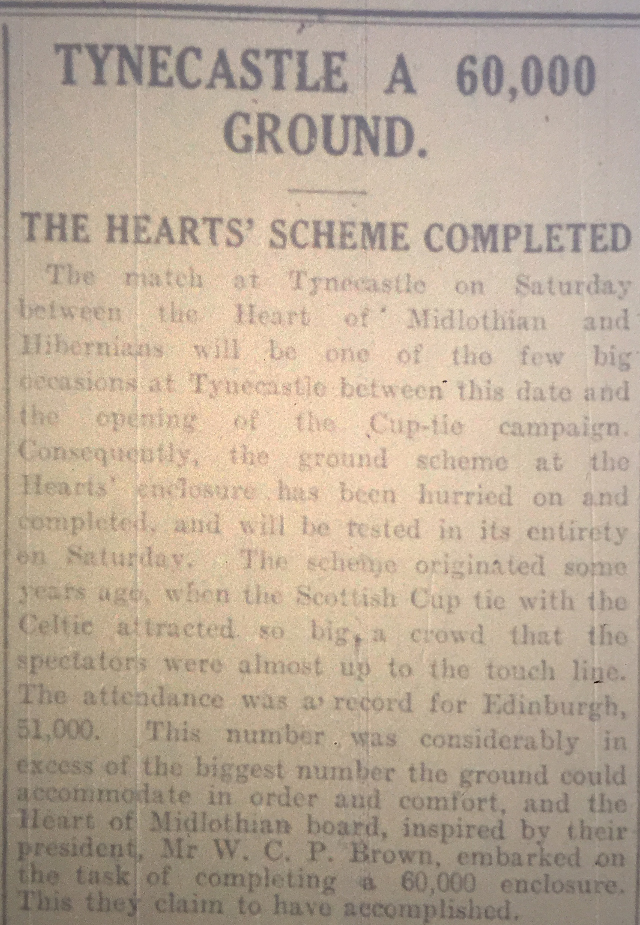 TYNECASTLE A 60,000
GROUND.
THE HEARTS' SCHEME COMPLETED
The match at Tynecastle on Saturday
between the Heart of Midlothian and
Hibernians will be one of the few big
occasions at Tynecastle between this date and
the opening of the Cup-tie campaign.
Consequently, the ground scheme at the
Hearts' enclosure has been hurried on and
completed, and will be tested in its entirety
on Saturday. The scheme originated some
years ago, when the Scottish Cup tie with the
Celtic attracted so big a crowd that the
spectators were almost up to the touch line.
The attendance was a record for Edinburgh,
51,000. This number was considerably in
excess of the biggest number the ground could
accommodate in order and comfort, and the
Heart of Midlothian board, inspired by their
president, Mr W. C. P. Brown, embarked on
the task of completing a 60,000 enclosure.
This they claim to have accomplished.